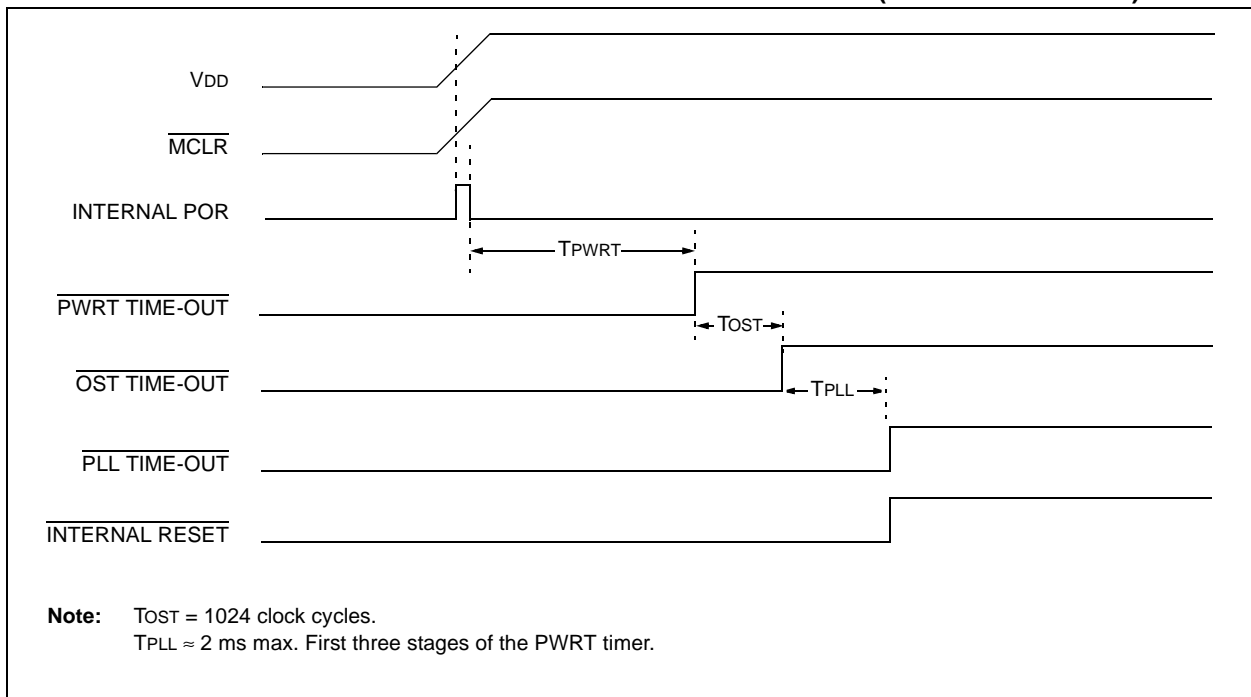 VDD
MCLR
INTERNAL POR
TPWRT
PWRT TIME-OUT
TOST
OST TIME-OUT
TPLL
PLL TIME-OUT
INTERNAL RESET
Note: TOST = 1024 clock cycles.
TPLL ≈ 2 ms max. First three stages of the PWRT timer.